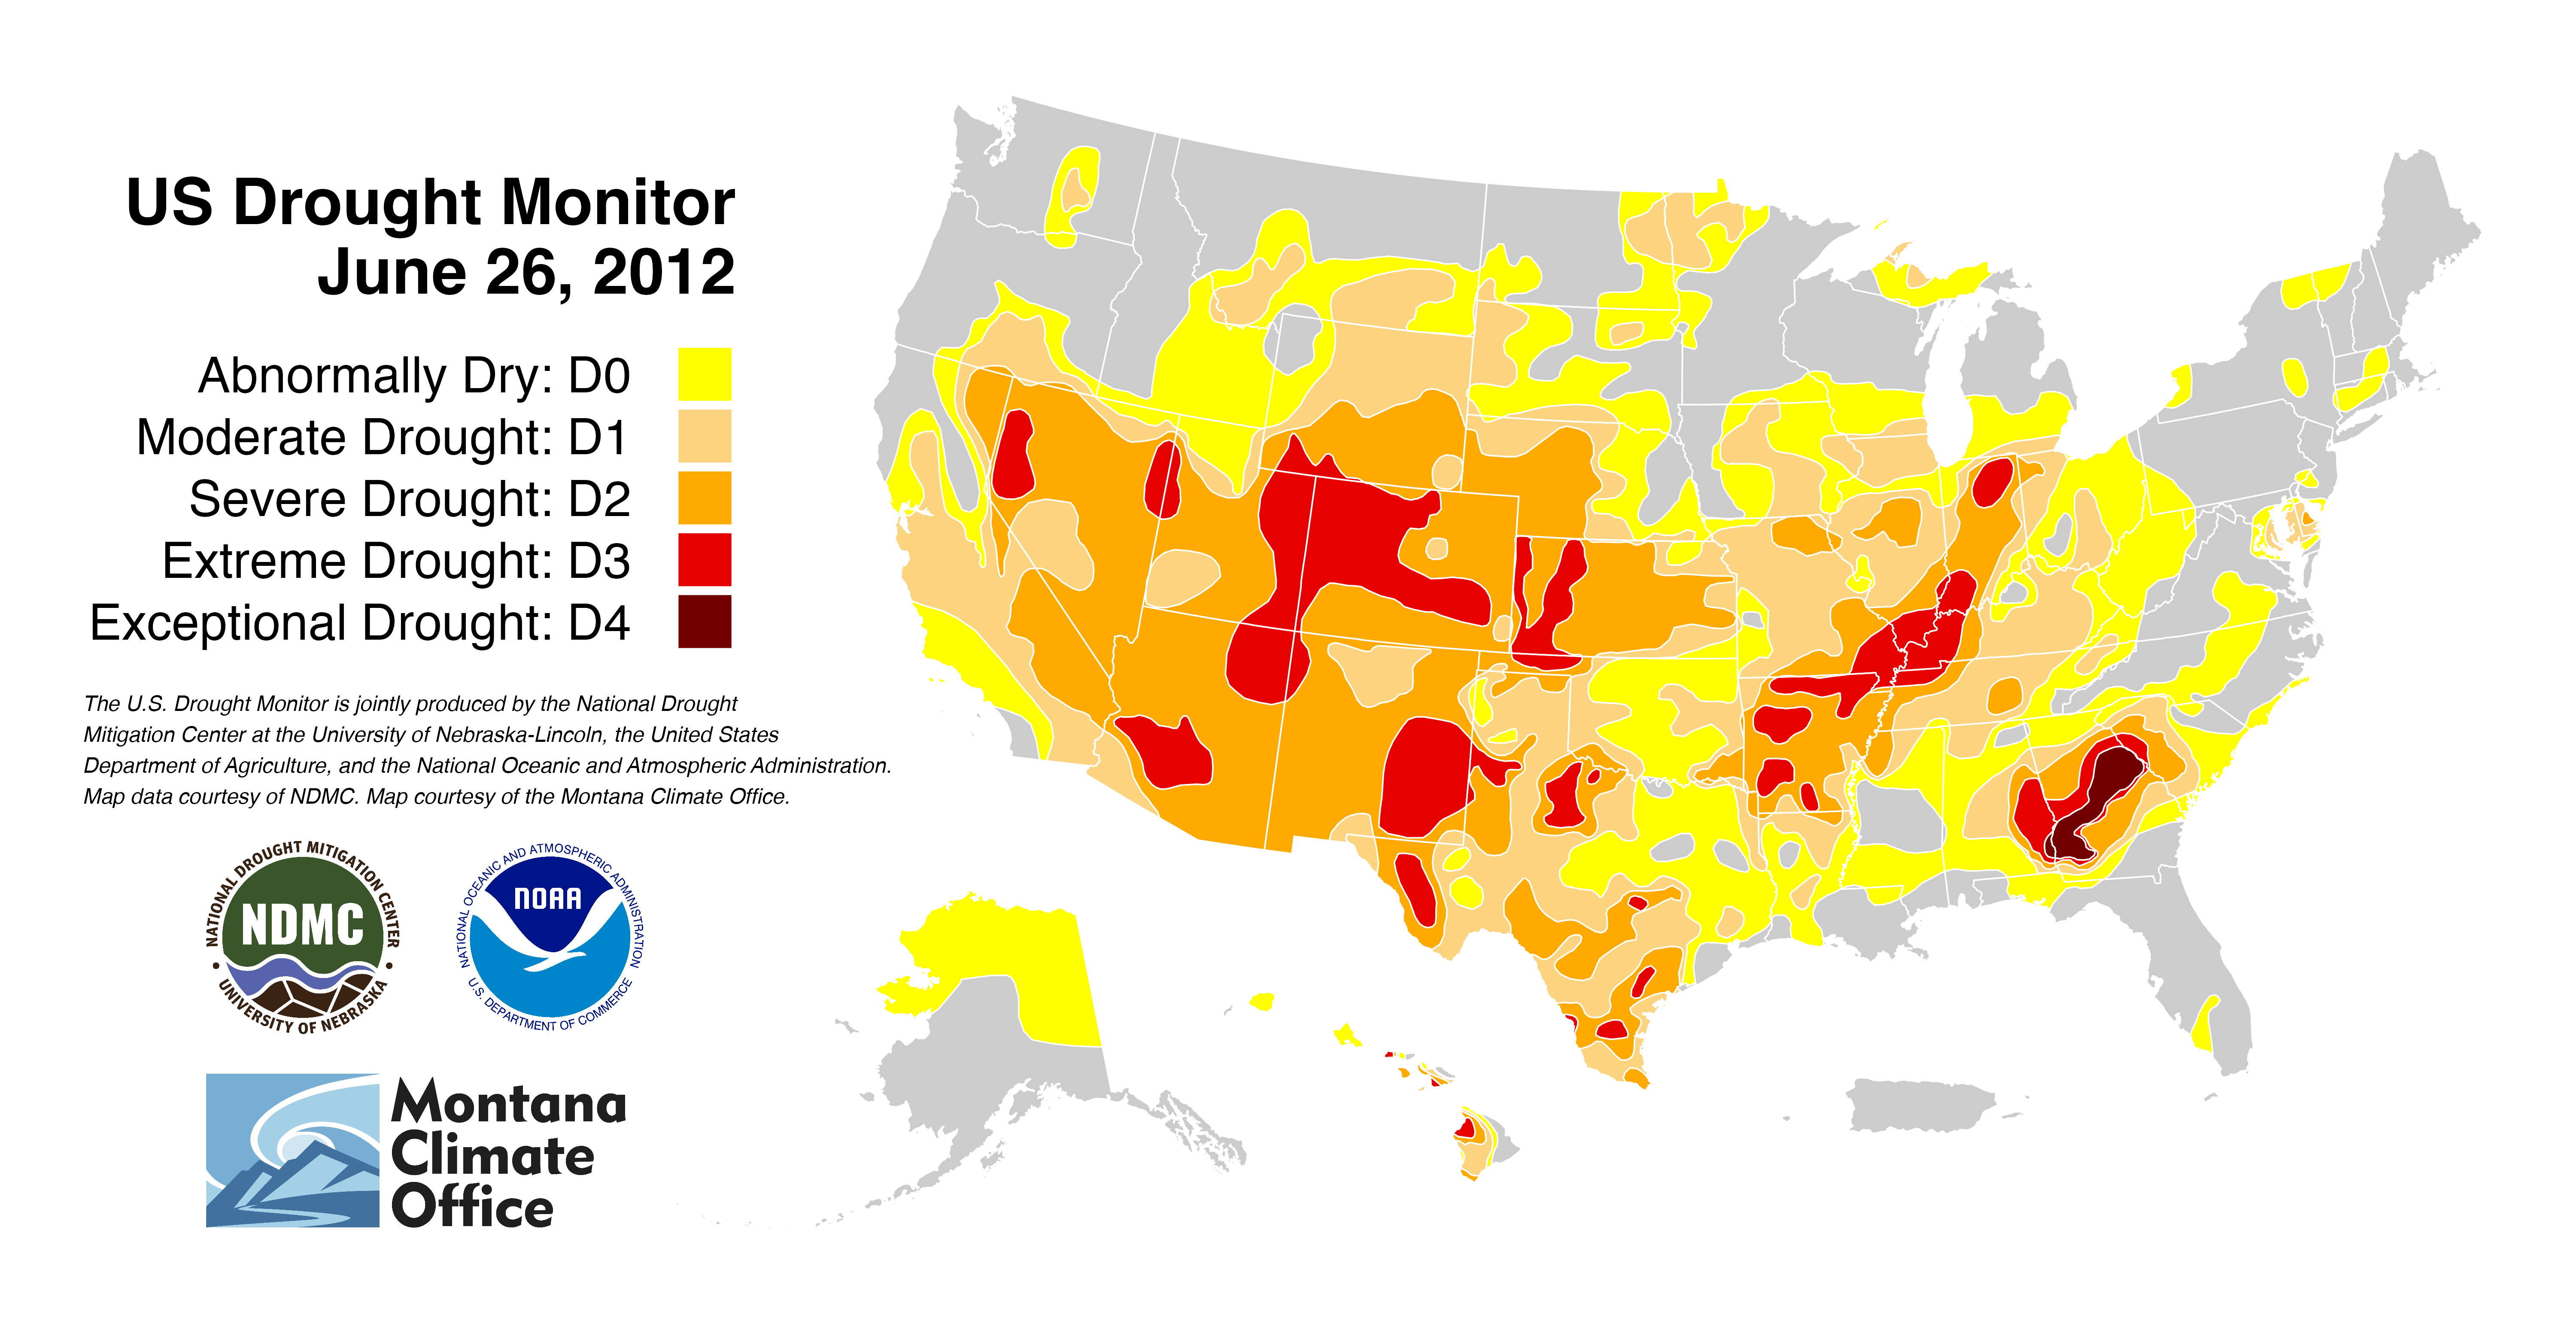 US Drought Monitor
June 26, 2012
Abnormally Dry: D0
Moderate Drought: D1
Severe Drought: D2
Extreme Drought: D3
Exceptional Drought: D4
The U.S. Drought Monitor is jointly produced by the National Drought
Mitigation Center at the University of Nebraska-Lincoln, the United States
Department of Agriculture, and the National Oceanic and Atmospheric Administration.
Map data courtesy of NDMC. Map courtesy of the Montana Climate Office.
NATIONAL DROUGHT MITIGATION CENTER
NDMC
• UNIVERSITY OF NEBRASKA •
NATIONAL OCEANIC AND ATMOSPHERIC ADMINISTRATION
NOAA
U.S. DEPARTMENT OF COMMERCE
Montana
Climate
Office